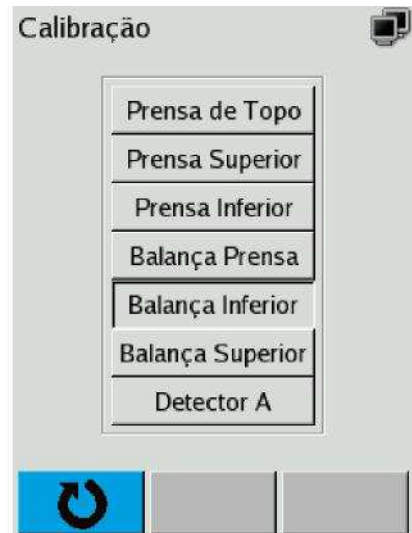 Calibração
Prensa de Topo
Prensa Superior
Prensa Inferior
Balança Prensa
Balança Inferior
Balança Superior
Detector A